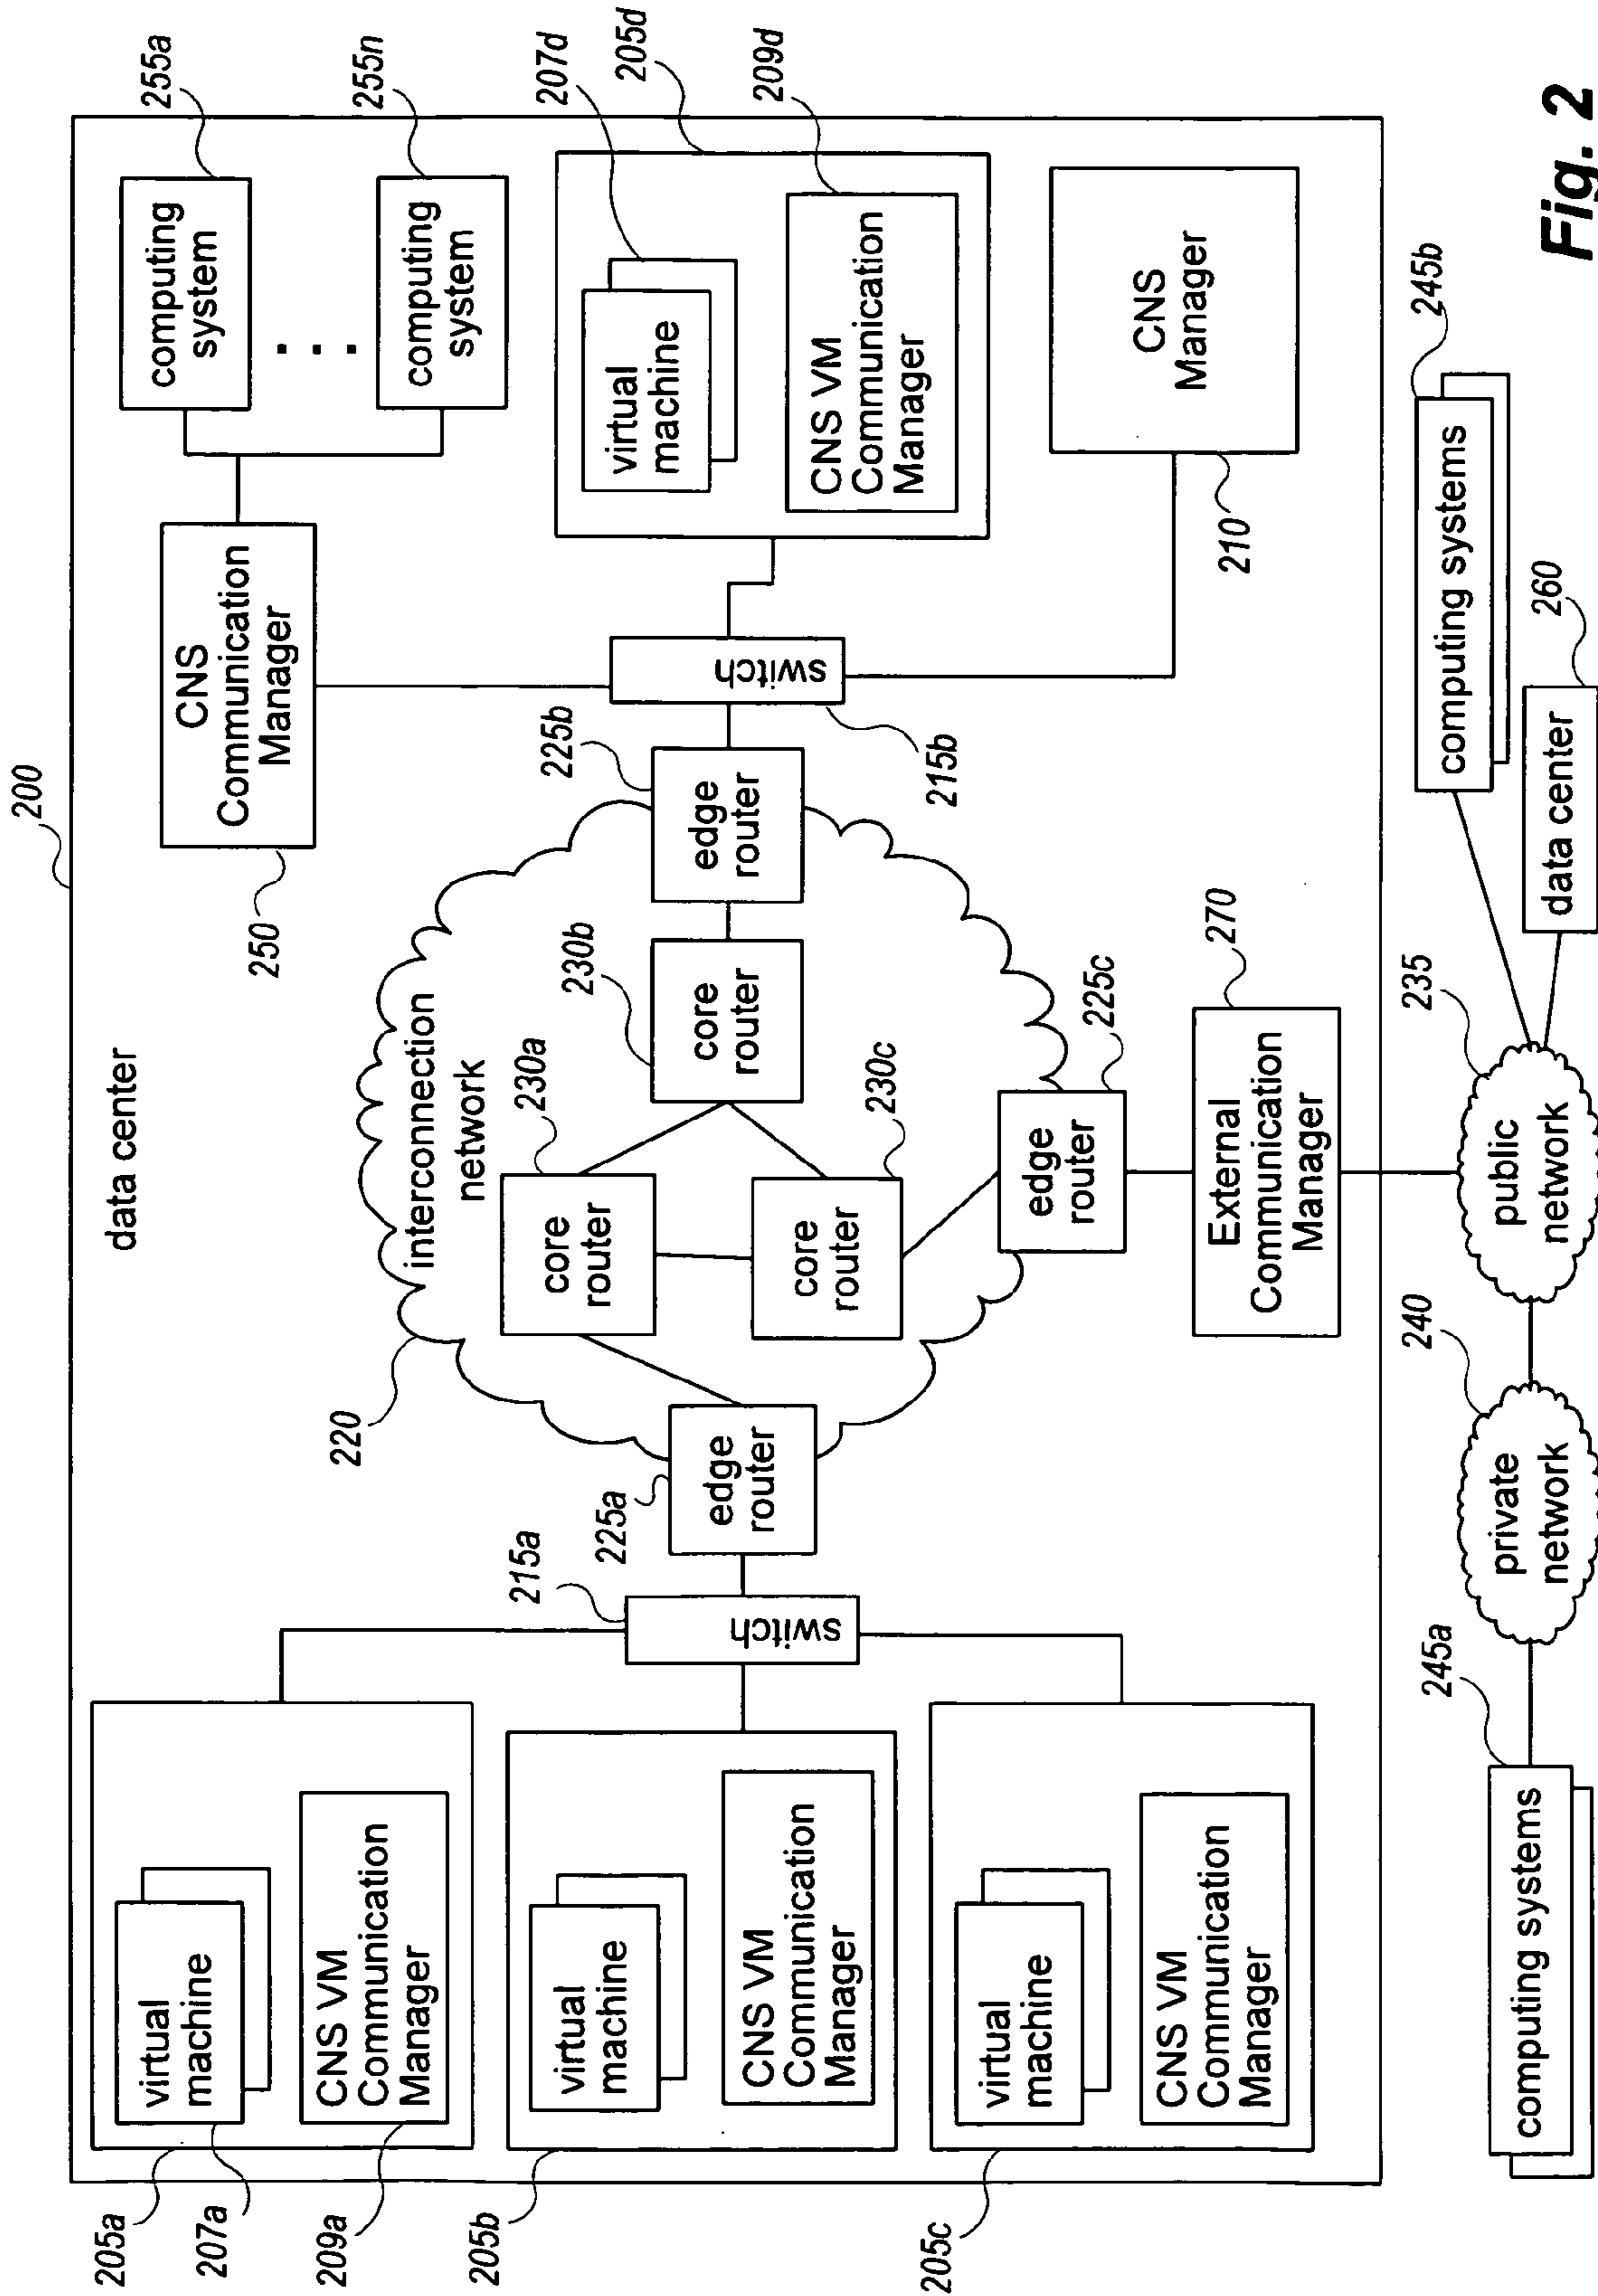 200
data center
205a
207a
209a
virtual
machine
CNS VM
Communication
Manager
205b
virtual
machine
CNS VM
Communication
Manager
205c
virtual
machine
CNS VM
Communication
Manager
215a
switch
225a
edge
router
220
interconnection
network
230a
core
router
230b
core
router
230c
core
router
225b
edge
router
225c
edge
router
215b
switch
250
CNS
Communication
Manager
255a
computing
system
. . .
255n
computing
system
207d
205d
209d
virtual
machine
CNS VM
Communication
Manager
210
CNS
Manager
270
External
Communication
Manager
245a
computing systems
240
private
network
235
public
network
245b
computing systems
260
data center
Fig. 2